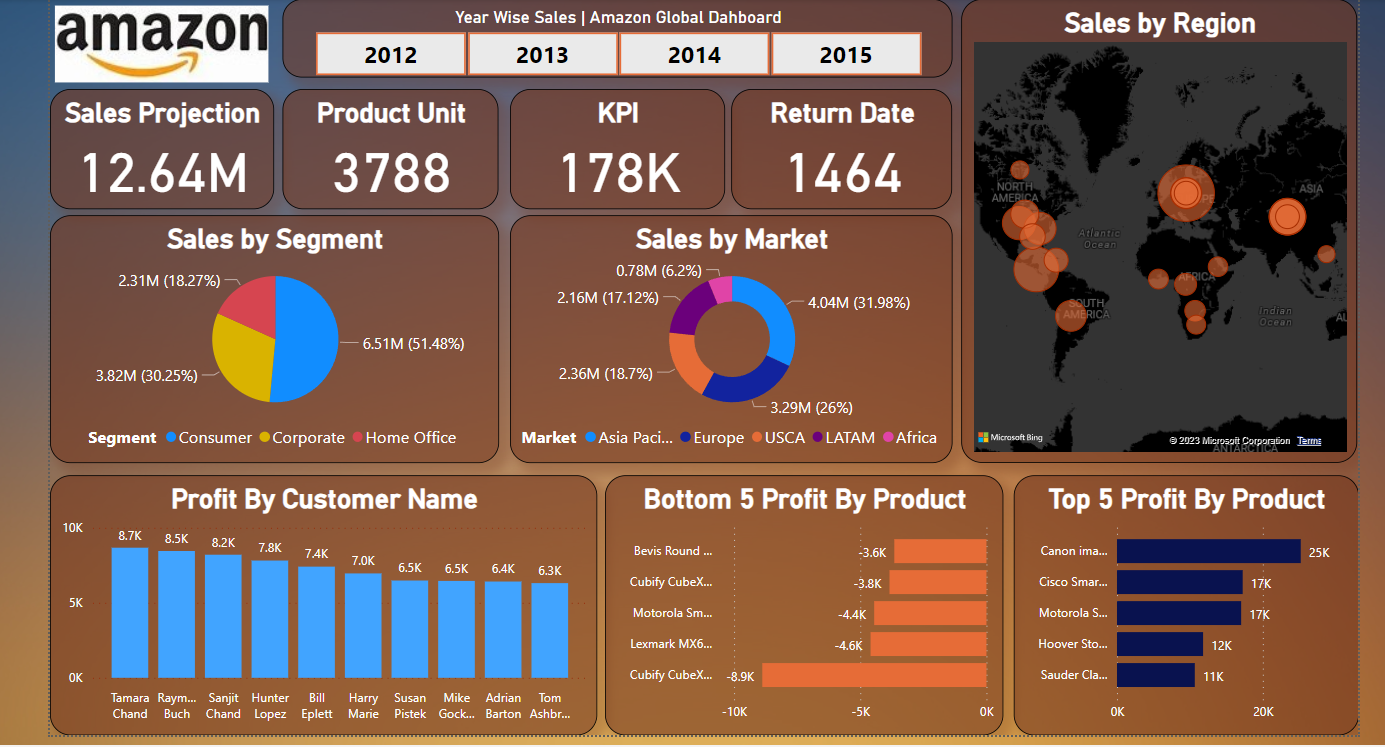 amazon
Year Wise Sales | Amazon Global Dahboard
2012
2013
2014
2015
Sales Projection
12.64M
Product Unit
3788
KPI
178K
Return Date
1464
Sales by Region
NORTH
AMERICA
Atlantic
Ocean
PE
ASIA
AFRICA
SOUTH
AMERICA
Indian
Ocean
AU
Microsoft Bing
© 2023 Microsoft Corporation Terms
ANTARCTICA
Sales by Segment
2.31M (18.27%)
6.51M (51.48%)
3.82M (30.25%)
Segment Consumer Corporate Home Office
Sales by Market
0.78M (6.2%)
2.16M (17.12%)
4.04M (31.98%)
2.36M (18.7%)
3.29M (26%)
Market Asia Paci... Europe USCA LATAM Africa
Profit By Customer Name
10K
5K
0K
8.7K
8.5K
8.2K
7.8K
7.4K
7.0K
6.5K
6.5K
6.4K
6.3K
Tamara
Chand
Raym...
Buch
Sanjit
Chand
Hunter
Lopez
Bill
Eplett
Harry
Marie
Susan
Pistek
Mike
Gock...
Adrian
Barton
Tom
Ashbr...
Bottom 5 Profit By Product
Bevis Round ...
-3.6K
Cubify CubeX...
-3.8K
Motorola Sm...
-4.4K
Lexmark MX6...
-4.6K
Cubify CubeX...
-8.9K
-10K
-5K
0K
Top 5 Profit By Product
Canon ima...
25K
Cisco Smar...
17K
Motorola S...
17K
Hoover Sto...
12K
Sauder Cla...
11K
0K
20K